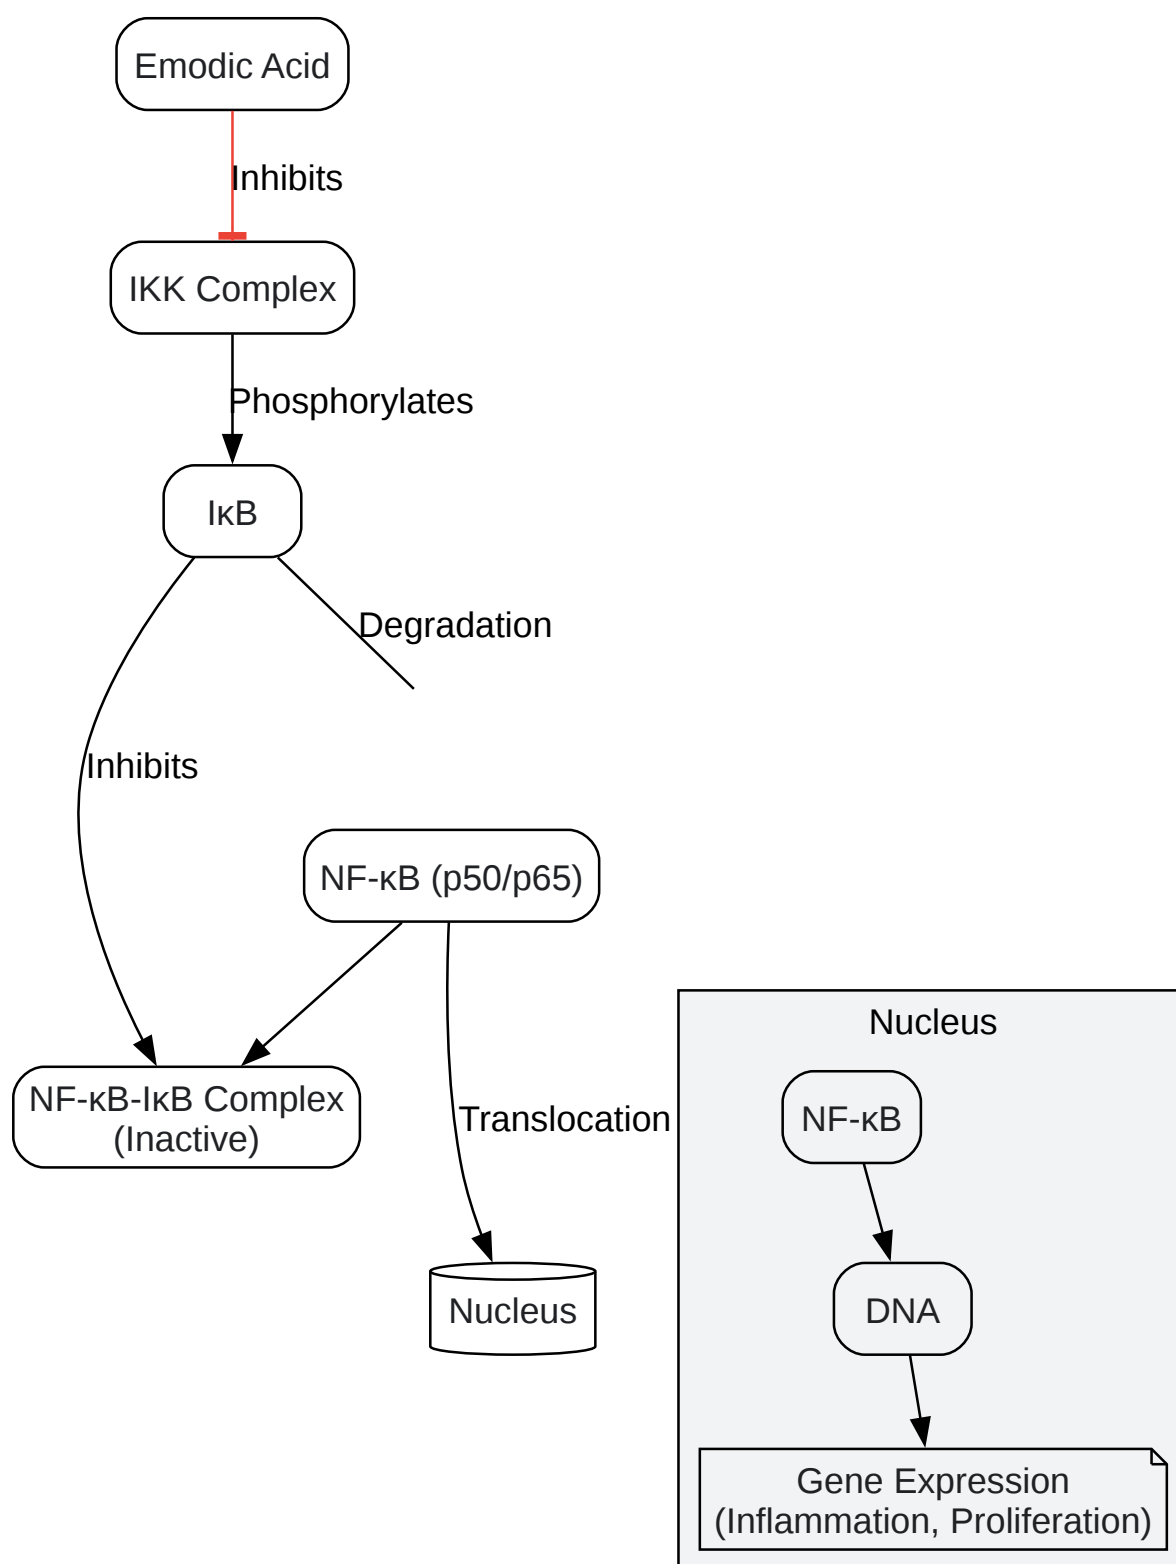 Emodic Acid
Inhibits
IKK Complex
Phosphorylates
IκB
Degradation
Inhibits
NF-κB (p50/p65)
Nucleus
NF-κB-IκB Complex
(Inactive)
Translocation
NF-κB
Nucleus
DNA
Gene Expression
(Inflammation, Proliferation)